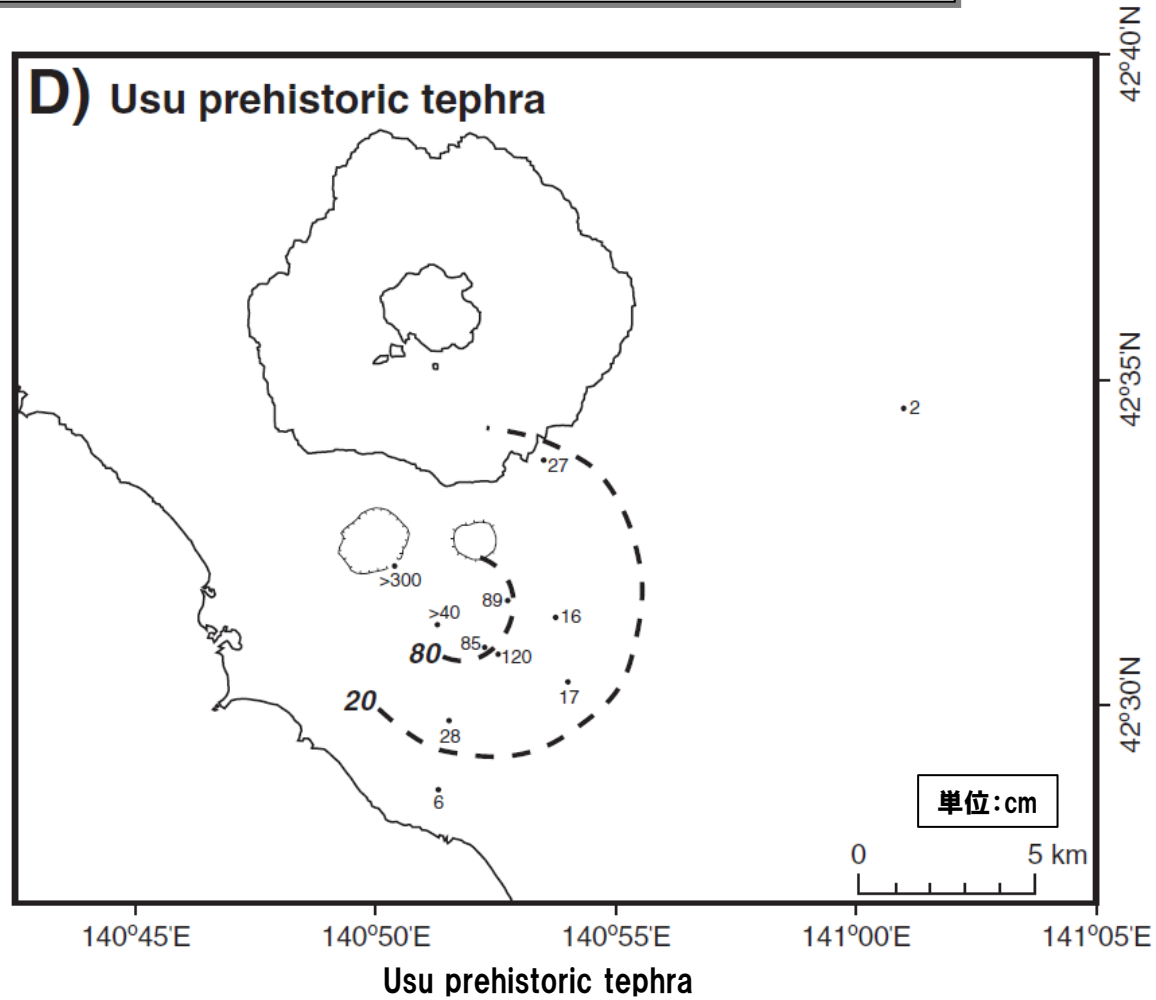 D) Usu prehistoric tephra
42°40'N
42°35'N
2
27
>300
>40
89
16
85
80
120
20
17
42°30'N
28
6
単位:cm
0
5 km
140°45'E
140°50'E
140°55'E
141°00'E
141°05'E
Usu prehistoric tephra